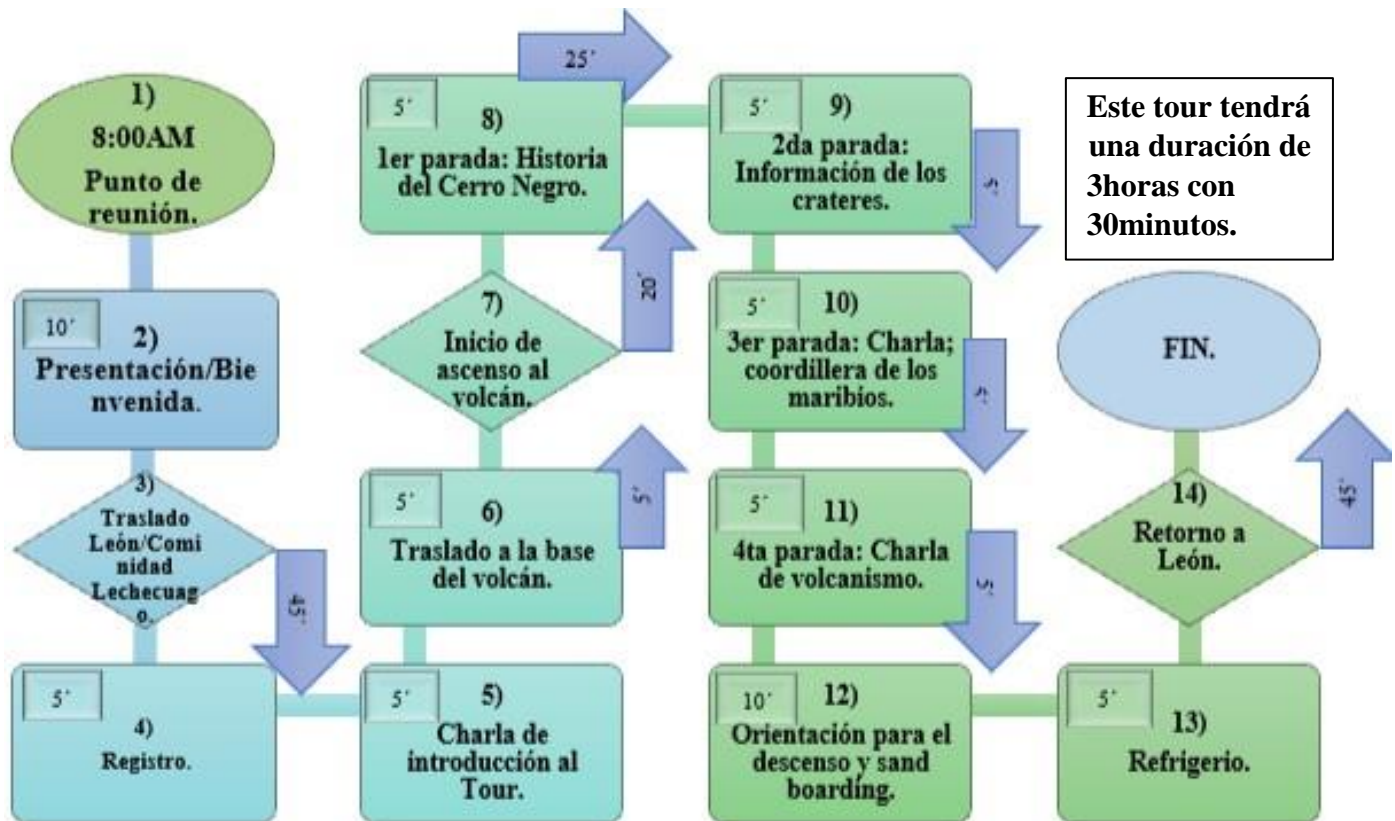 1)
8:00AM
Punto de
reunión.
10´
2)
Presentación/Bie
nvenida.
3)
Traslado
León/Comi
nidad
Lechecuag
o.
45´
5´
4)
Registro.
5´
5)
Charla de
introducción al
Tour.
5´
6)
Traslado a la base
del volcán.
5´
7)
Inicio de
ascenso al
volcán.
20´
5´
8)
1er parada: Historia
del Cerro Negro.
25´
5´
9)
2da parada:
Información de los
crateres.
5´
5´
10)
3er parada: Charla;
coordillera de los
maribios.
5´
5´
11)
4ta parada: Charla
de volcanismo.
5´
10´
12)
Orientación para el
descenso y sand
boarding.
5´
13)
Refrigerio.
14)
Retorno a
León.
45´
FIN.
Este tour tendrá
una duración de
3horas con
30minutos.